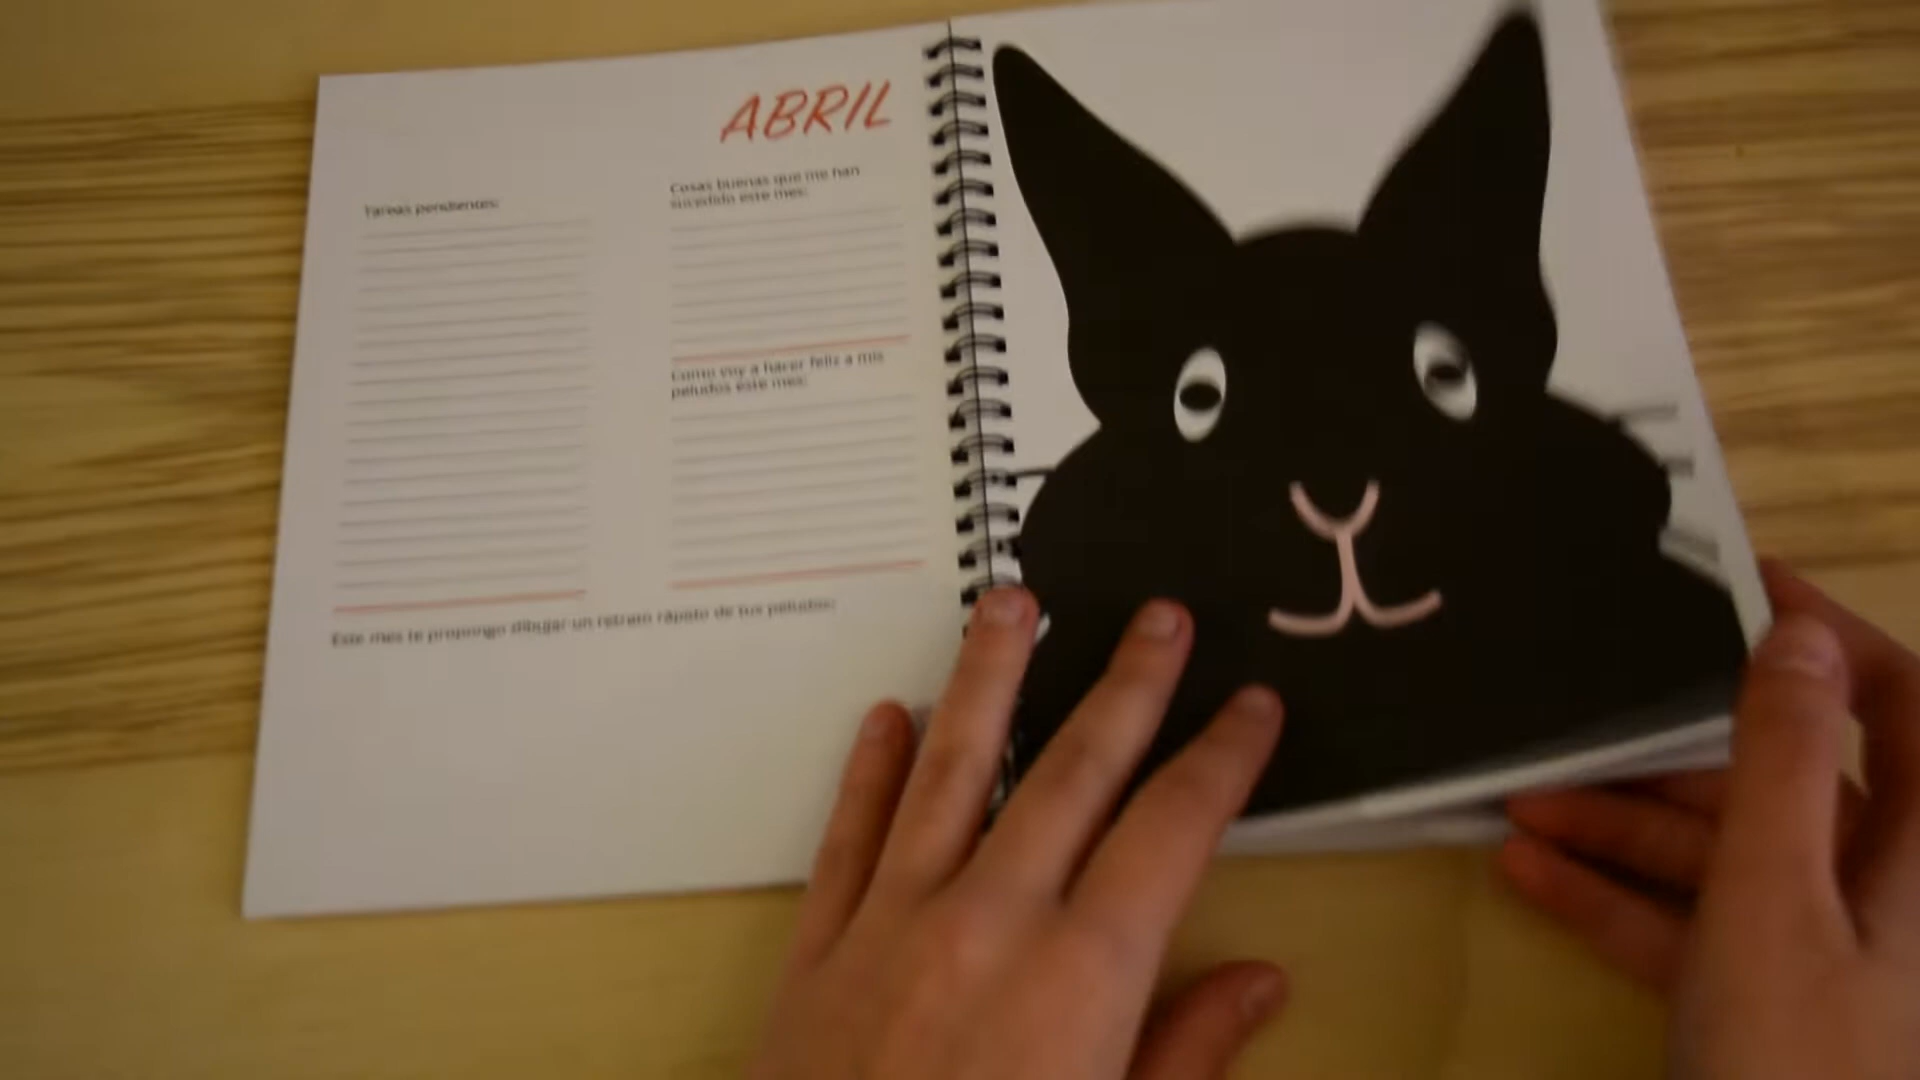 ABRIL
Tareas pendientes:
Cosas buenas que me han
sucedido este mes:
Como voy a hacer feliz a mis
peludos este mes:
Este mes te propongo dibujar un retrato rápido de tus peludos: